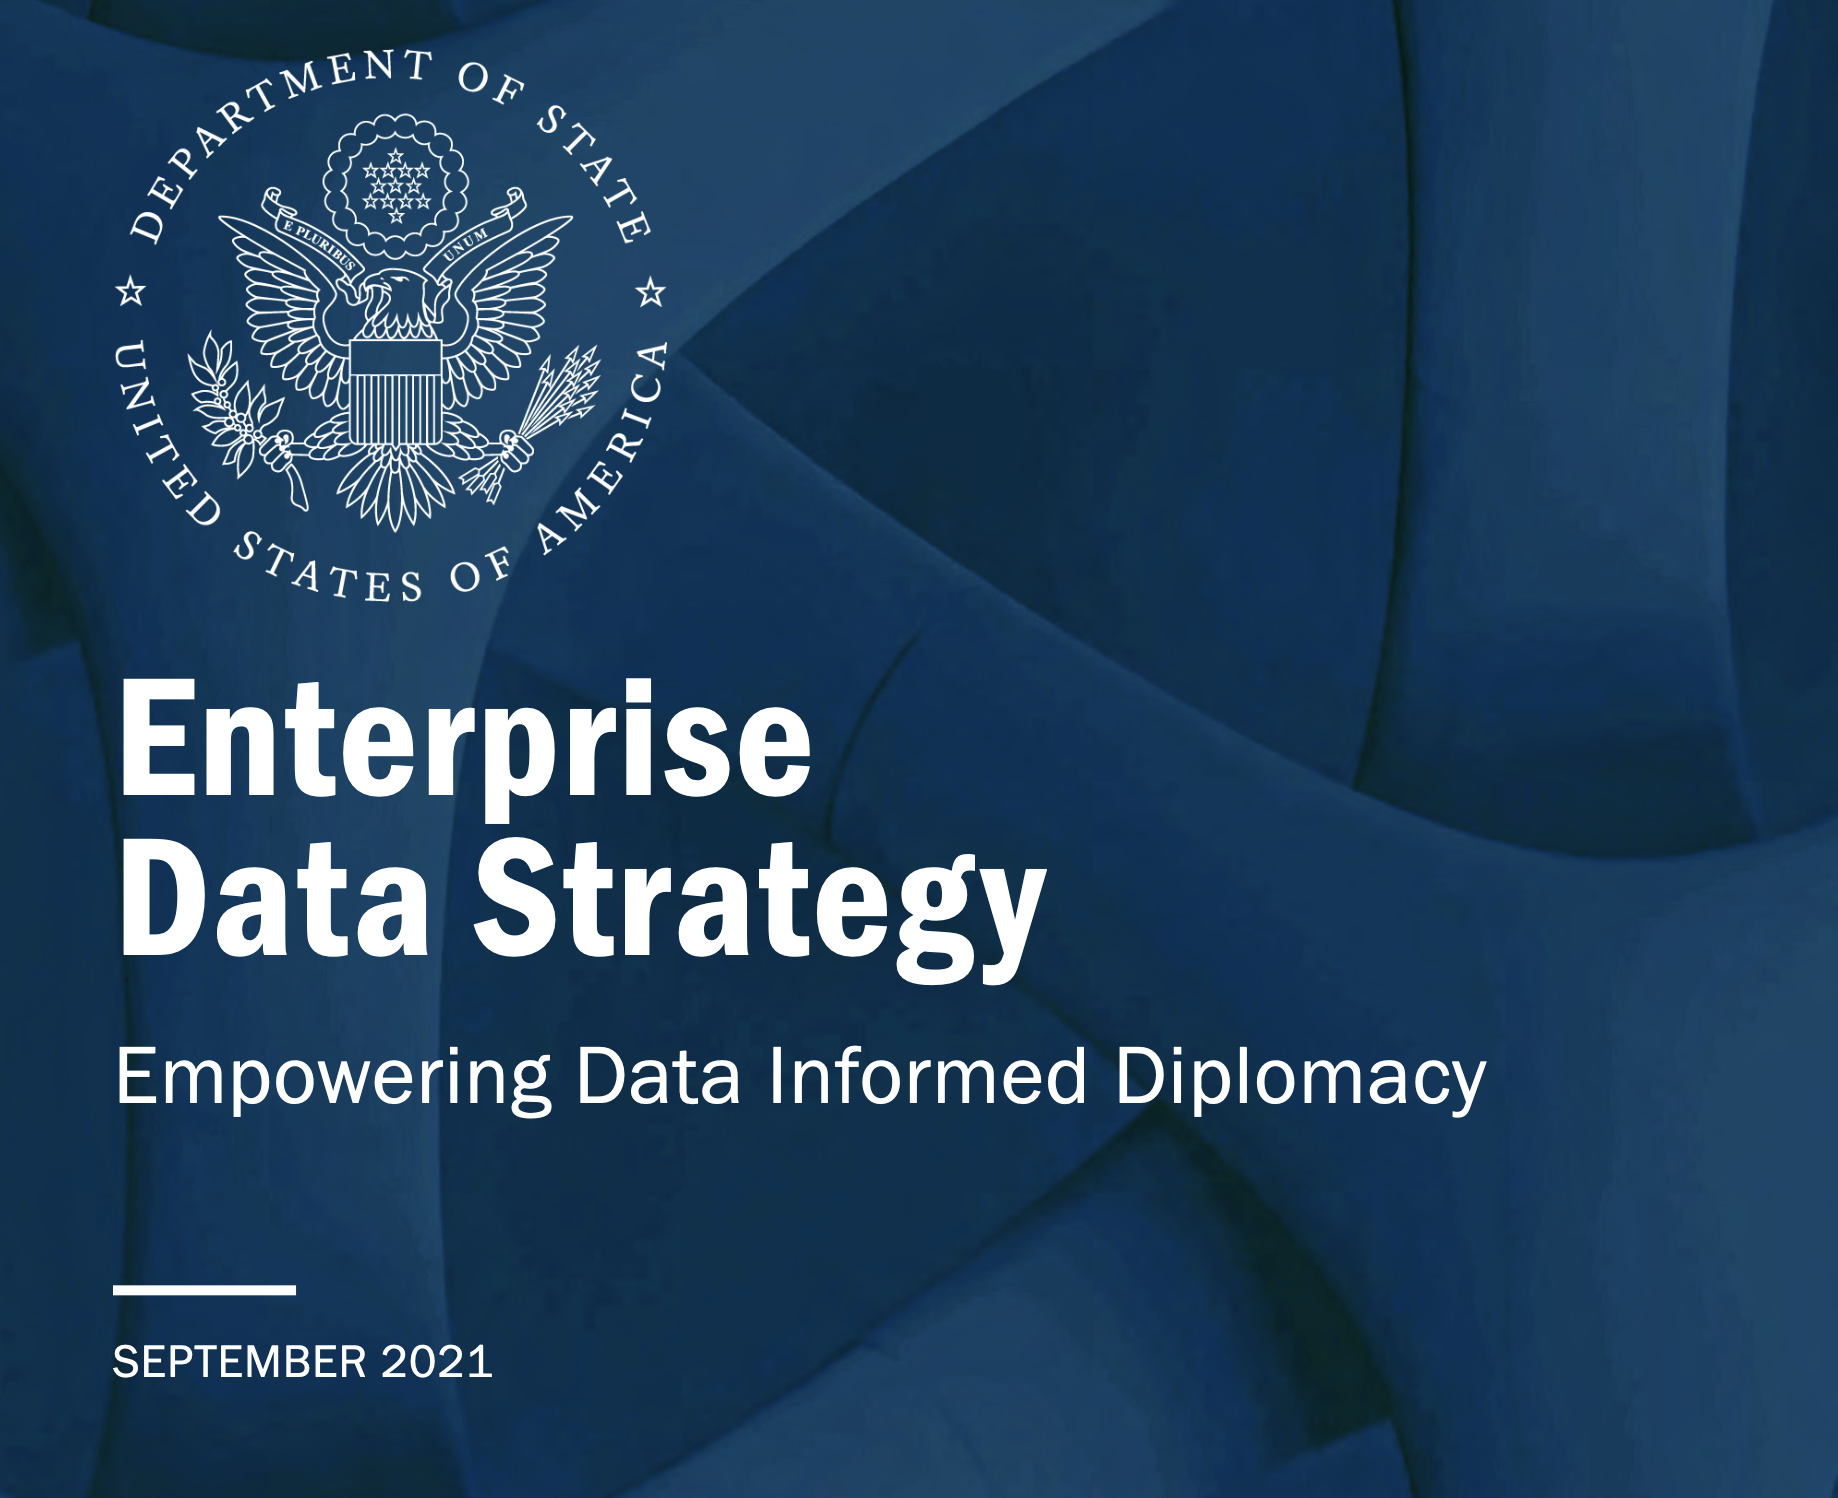 DEPARTMENT OF STATE
E PLURIBUS UNUM
UNITED STATES OF AMERICA
Enterprise
Data Strategy
Empowering Data Informed Diplomacy
SEPTEMBER 2021